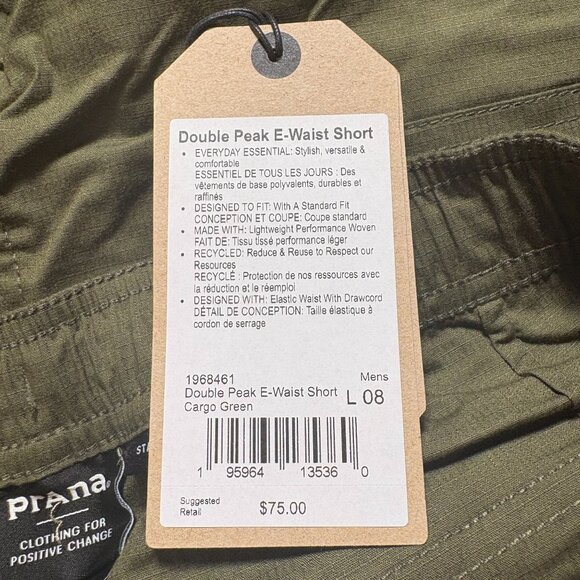 Double Peak E-Waist Short
• EVERYDAY ESSENTIAL: Stylish, versatile &
comfortable
ESSENTIEL DE TOUS LES JOURS : Des
vêtements de base polyvalents, durables et
raffinés
• DESIGNED TO FIT: With A Standard Fit
CONCEPTION ET COUPE: Coupe standard
• MADE WITH: Lightweight Performance Woven
FAIT DE: Tissu tissé performance léger
• RECYCLED: Reduce & Reuse to Respect our
Resources
RECYCLÉ : Protection de nos ressources avec
la réduction et le réemploi
• DESIGNED WITH: Elastic Waist With Drawcord
DÉTAIL DE CONCEPTION: Taille élastique à
cordon de serrage
1968461 Mens
Double Peak E-Waist Short L 08
Cargo Green
1 95964 13536 0
Suggested
Retail $75.00
prAna
CLOTHING FOR
POSITIVE CHANGE